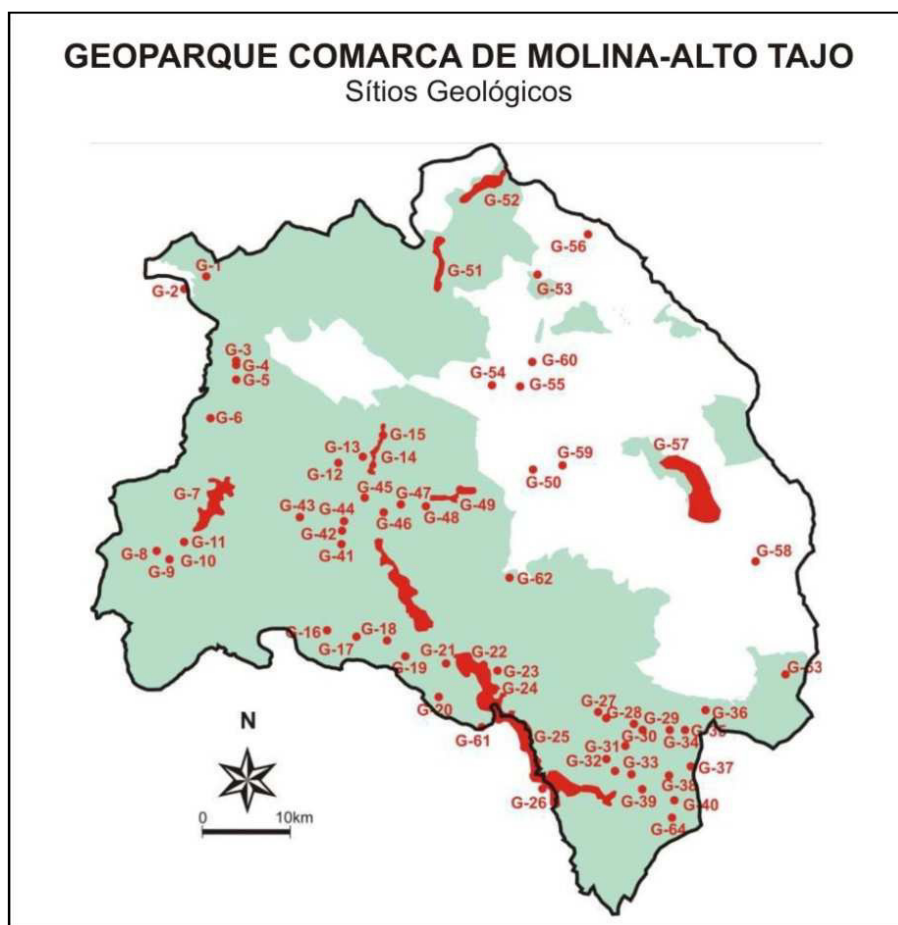 GEOPARQUE COMARCA DE MOLINA-ALTO TAJO
Sítios Geológicos
G-52
G-56
G-1
G-51
G-53
G-2
G-3
G-4
G-60
G-5
G-54
G-55
G-6
G-15
G-13
G-14
G-57
G-12
G-59
G-50
G-7
G-45
G-47
G-43
G-44
G-49
G-46
G-48
G-42
G-11
G-41
G-8
G-10
G-9
G-58
G-62
G-16
G-18
G-17
G-21
G-22
G-19
G-23
G-63
G-24
G-20
G-27
G-28
G-29
G-36
G-61
G-25
G-30
G-34
G-35
G-31
G-32
G-33
G-37
G-38
G-26
G-39
G-40
G-64
N
0
10km